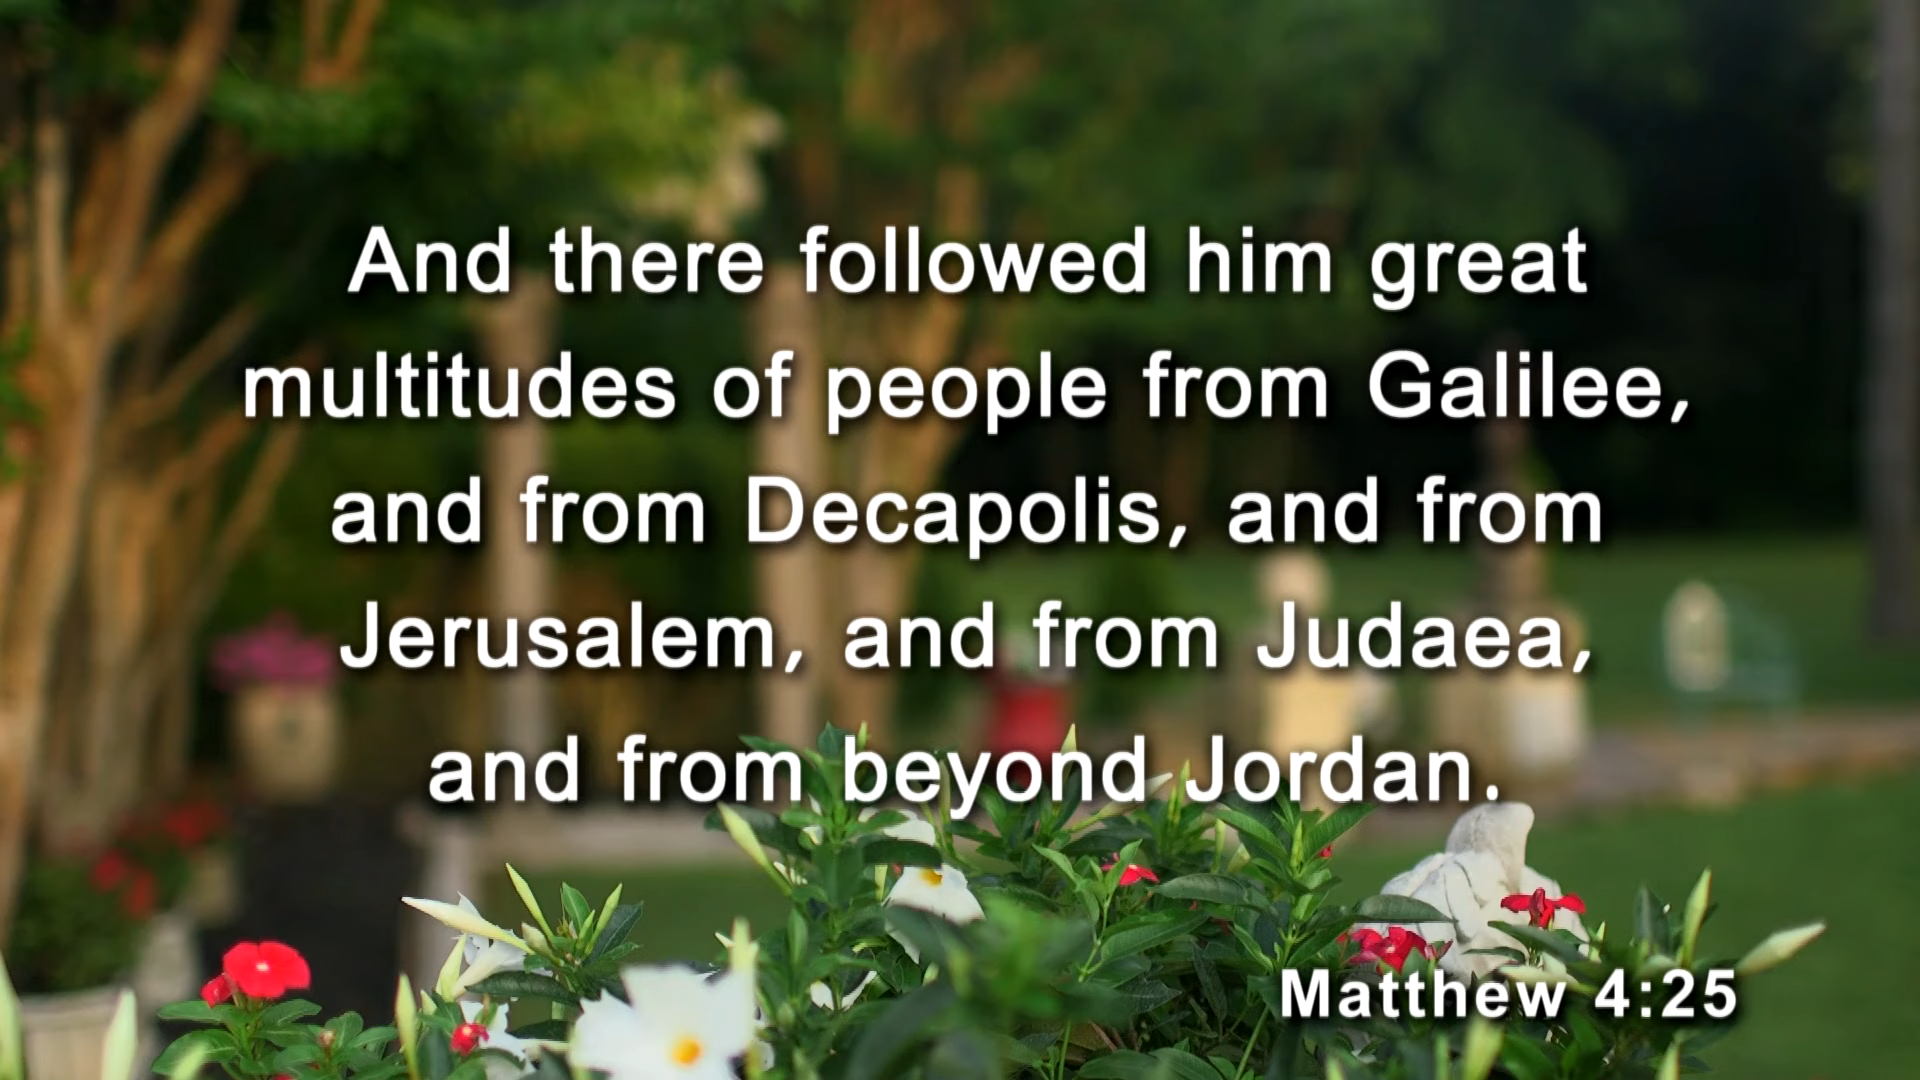 And there followed him great
multitudes of people from Galilee,
and from Decapolis, and from
Jerusalem, and from Judaea,
and from beyond Jordan.
Matthew 4:25